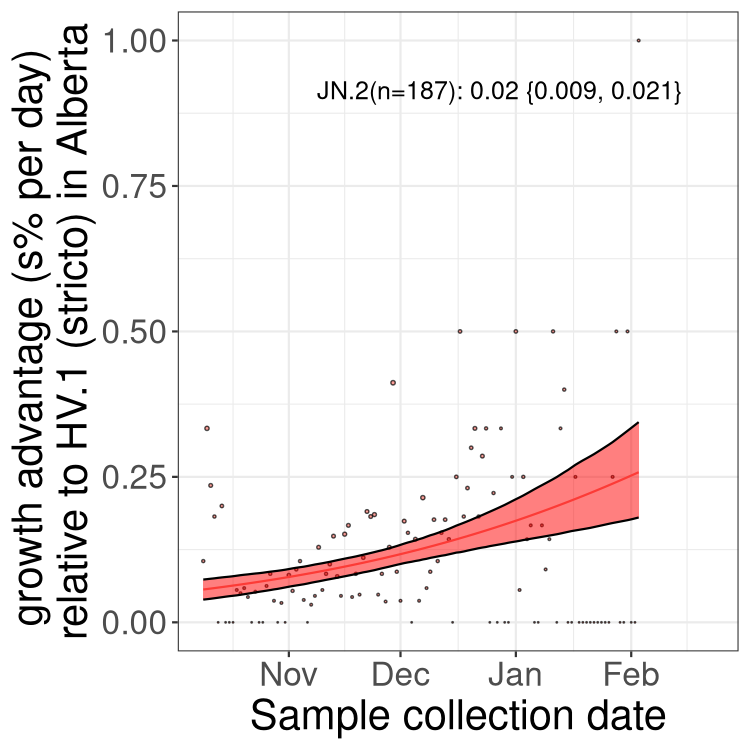 growth advantage (s% per day)
relative to HV.1 (stricto) in Alberta
1.00
JN.2(n=187): 0.02 {0.009, 0.021}
0.75
0.50
0.25
0.00
Nov Dec Jan Feb
Sample collection date